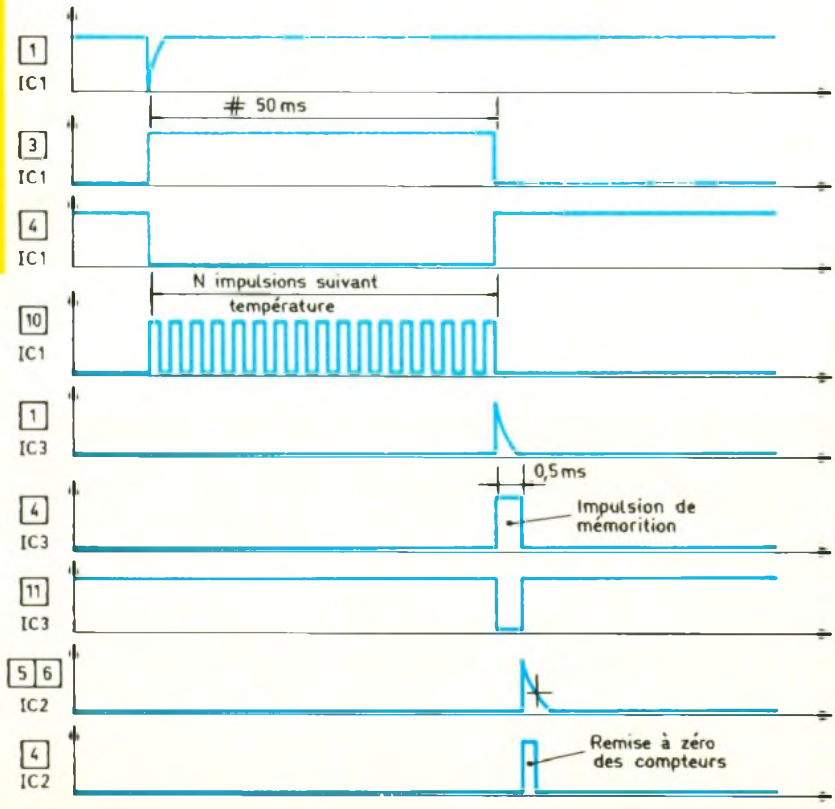 1
IC1
# 50 ms
3
IC1
4
IC1
N impulsions suivant
température
10
IC1
1
IC3
0,5 ms
4
IC3
Impulsion de
mémorition
11
IC3
5 6
IC2
4
IC2
Remise à zéro
des compteurs